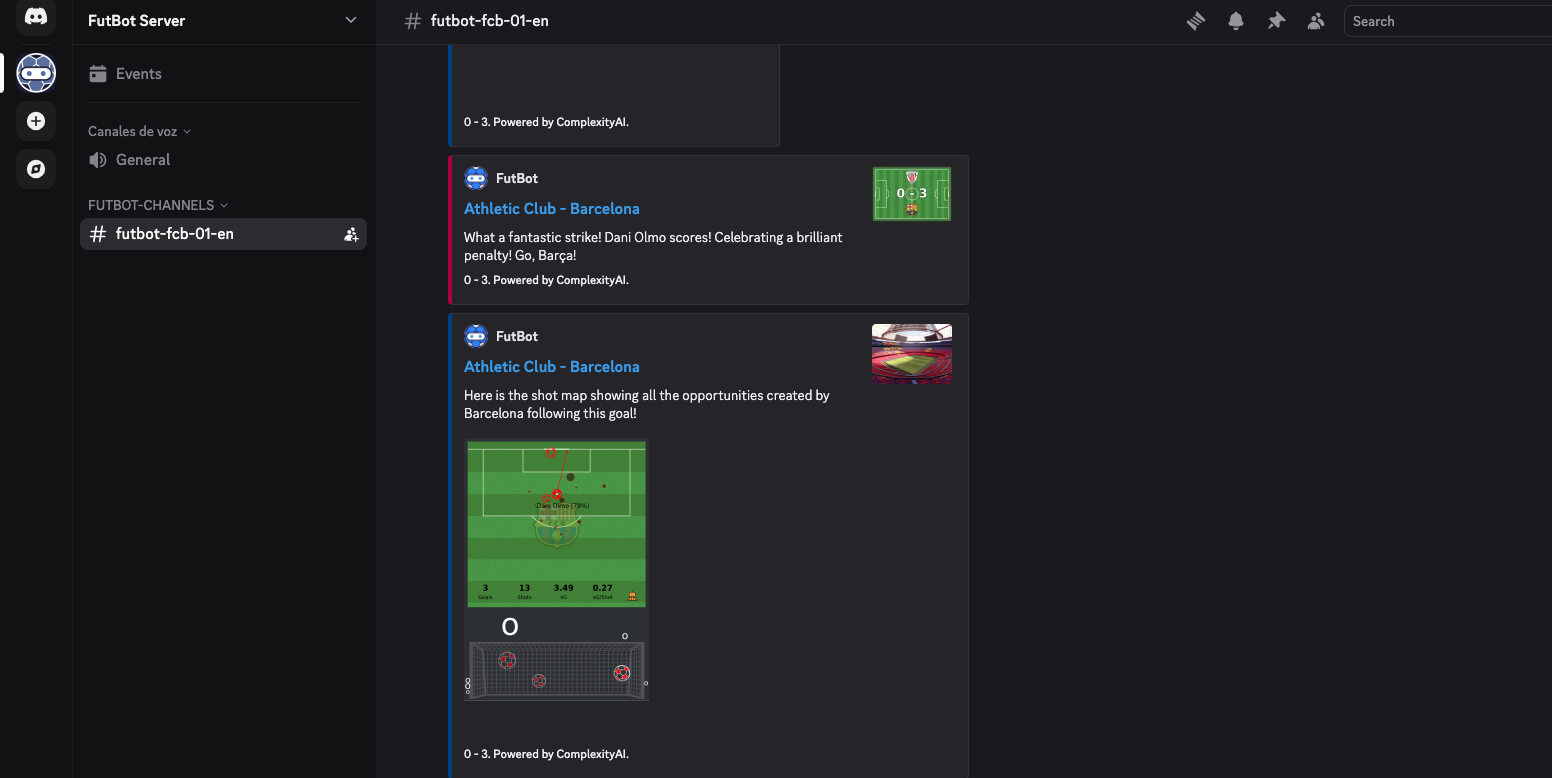 FutBot Server
Events
Canales de voz
General
FUTBOT-CHANNELS
futbot-fcb-01-en
# futbot-fcb-01-en
Search
0 - 3. Powered by ComplexityAI.
FutBot
Athletic Club - Barcelona
0 - 3
What a fantastic strike! Dani Olmo scores! Celebrating a brilliant
penalty! Go, Barça!
0 - 3. Powered by ComplexityAI.
FutBot
Athletic Club - Barcelona
Here is the shot map showing all the opportunities created by
Barcelona following this goal!
Dani Olmo (79%)
3 13 3.49 0.27
Goals Shots xG xG/Shot
0 - 3. Powered by ComplexityAI.